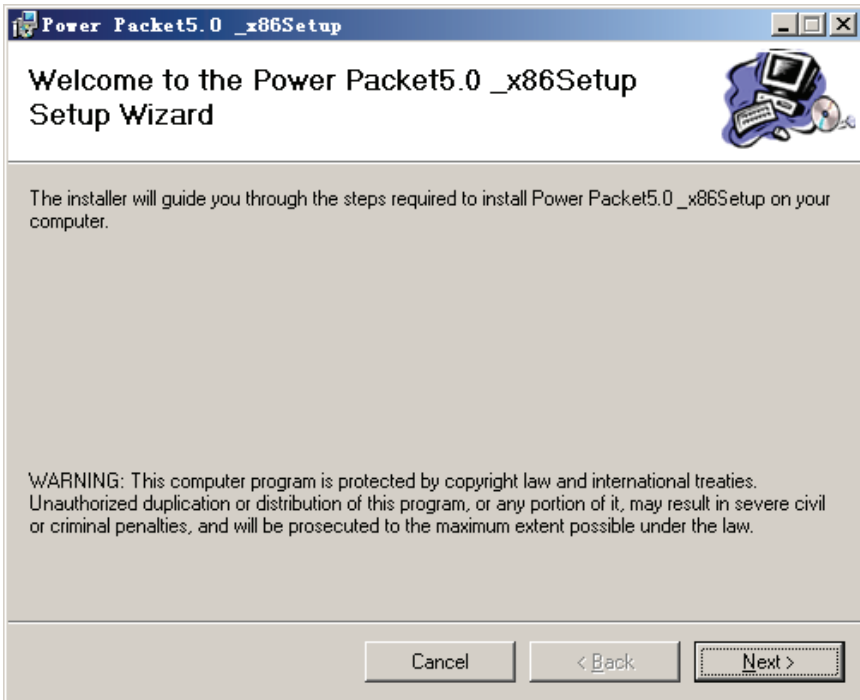 Power Packet5.0 _x86Setup
Welcome to the Power Packet5.0 _x86Setup
Setup Wizard
The installer will guide you through the steps required to install Power Packet5.0 _x86Setup on your
computer.
WARNING: This computer program is protected by copyright law and international treaties.
Unauthorized duplication or distribution of this program, or any portion of it, may result in severe civil
or criminal penalties, and will be prosecuted to the maximum extent possible under the law.
Cancel < Back Next >